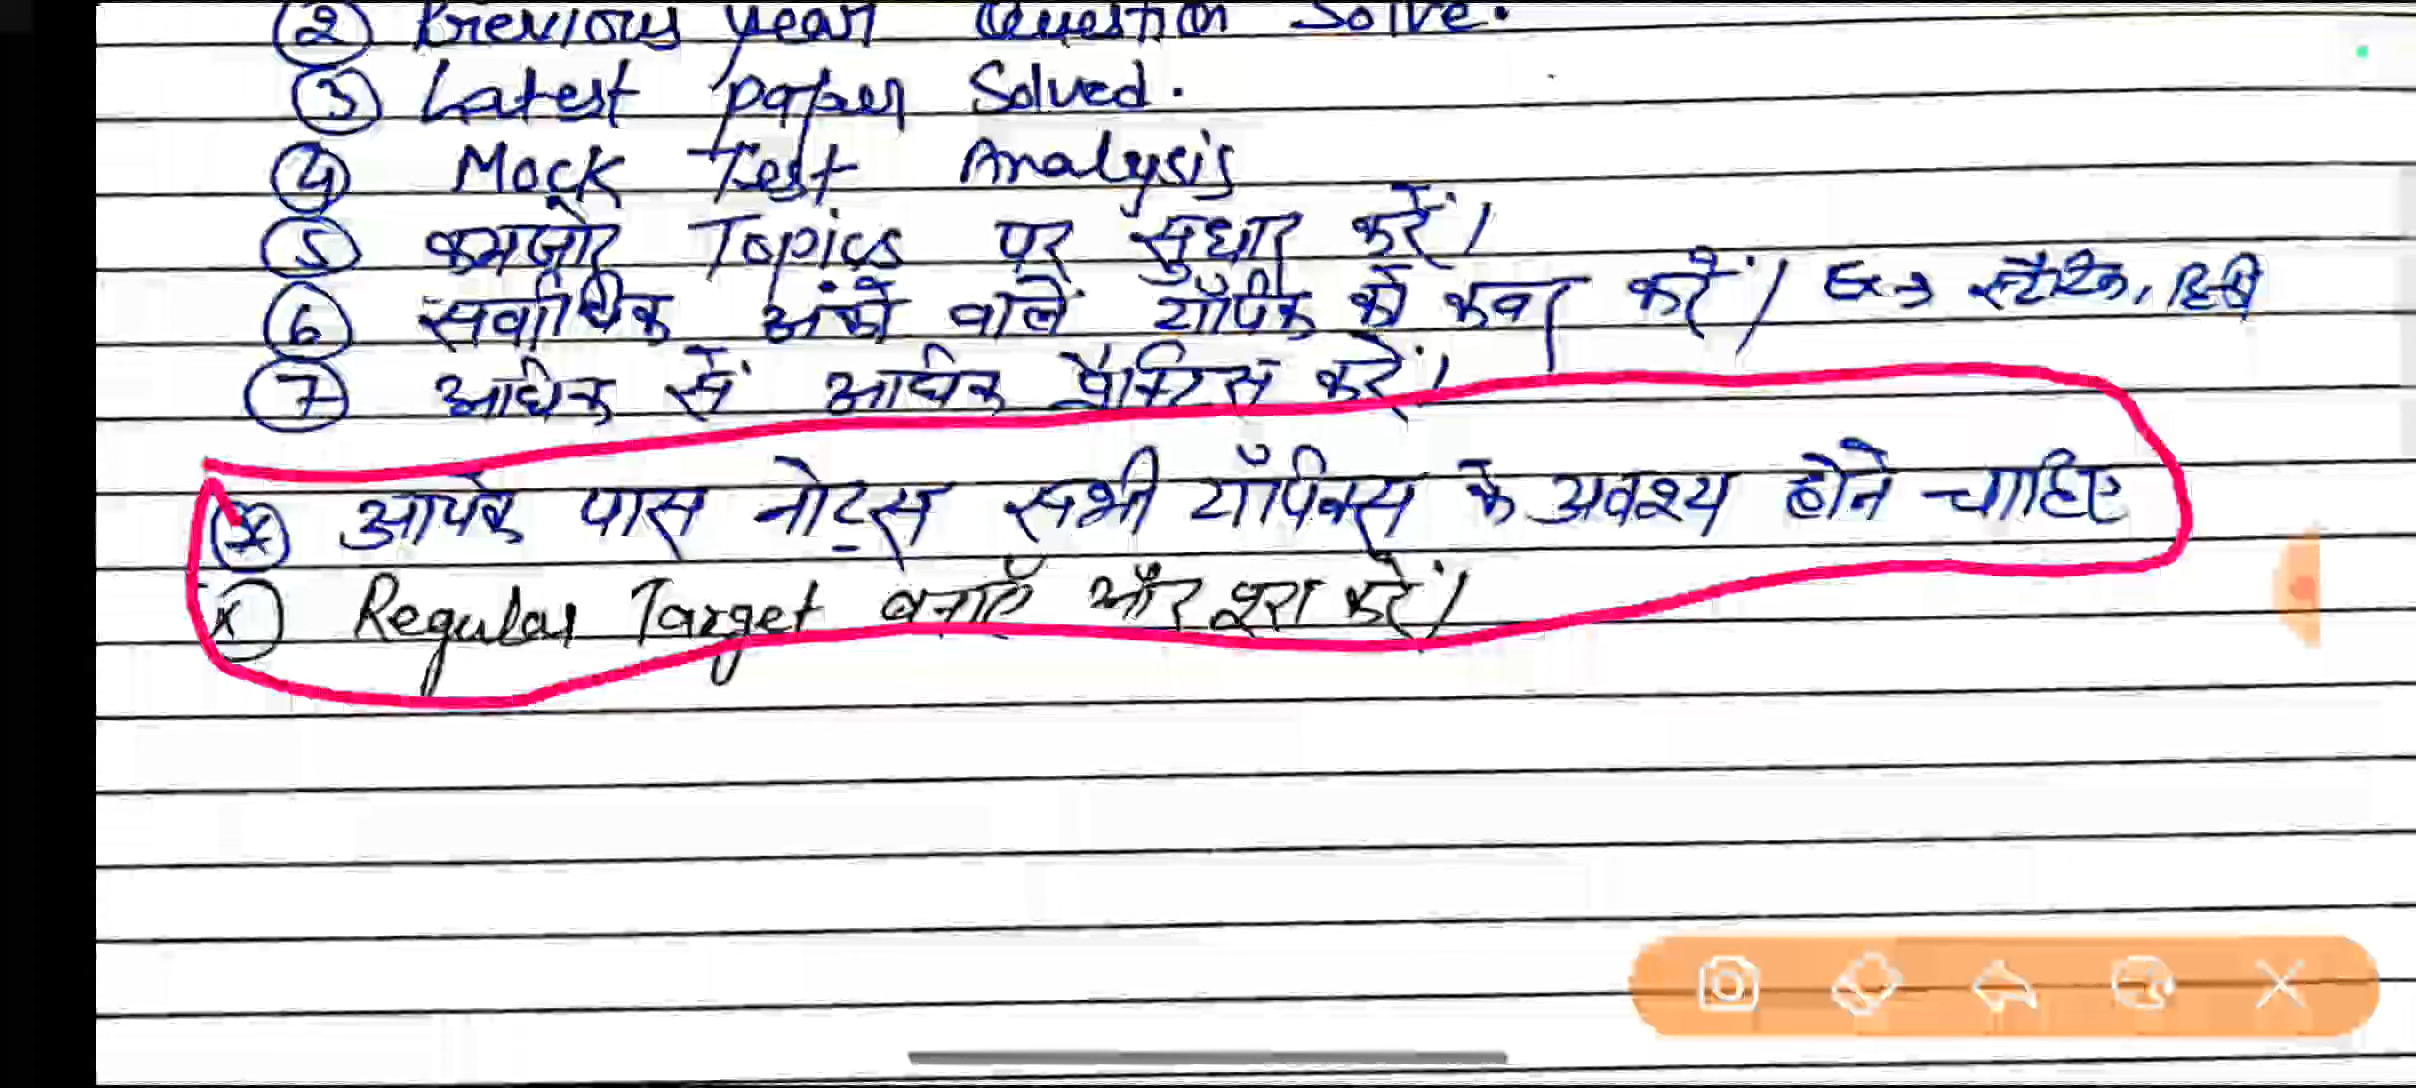 ② Previous year Question Solve.
③ Latest paper Solved.
④ Mock Test Analysis
⑤ कमजोर Topics पर सुधार करें।
⑥ सर्वाधिक अंको वाले टॉपिक को कवर करें। Ex→ स्टैटिक, हिन्दी
⑦ अधिक सें अधिक प्रैक्टिस करें।
* आपके पास नोट्स सभी टॉपिक्स के अवश्य होने चाहिए
x Regular Target बनाएँ और पूरा करें।